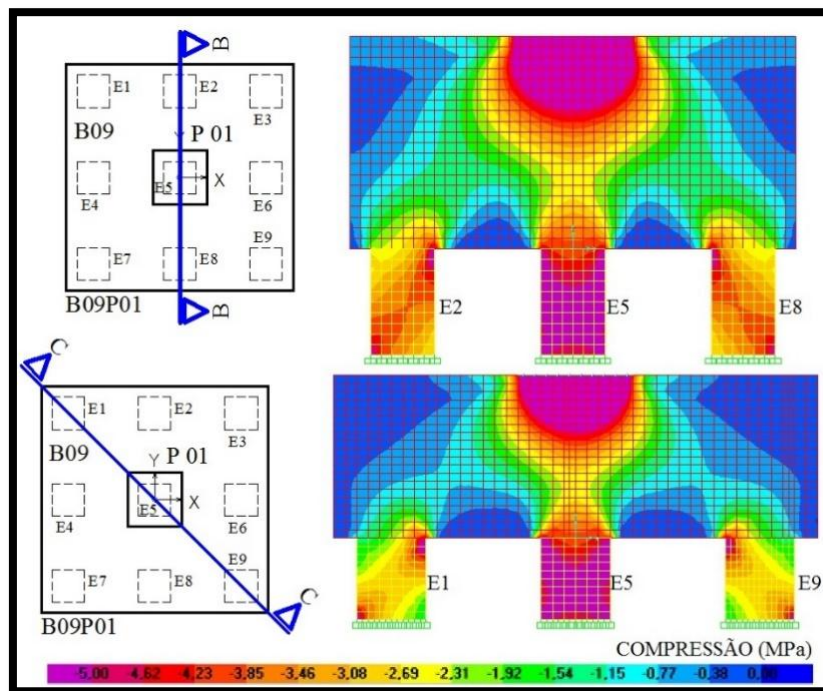 B
E1
E2
E3
B09
P 01
E5
X
E4
E6
E7
E8
E9
B09P01
B
E2
E5
E8
C
E1
E2
E3
B09
Y
P 01
E5
X
E4
E6
E9
E7
E8
B09P01
C
E1
E5
E9
COMPRESSÃO (MPa)
-5,00 -4,62 -4,23 -3,85 -3,46 -3,08 -2,69 -2,31 -1,92 -1,54 -1,15 -0,77 -0,38